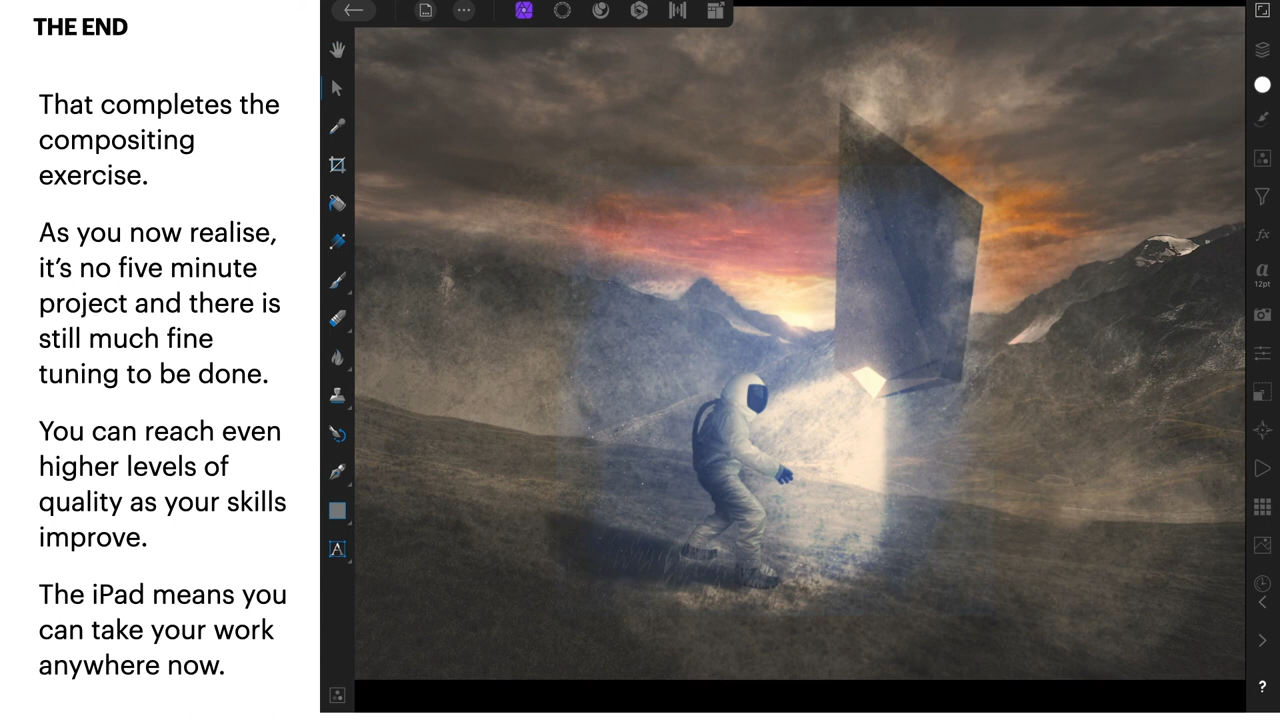 THE END
That completes the
compositing
exercise.
As you now realise,
it's no five minute
project and there is
still much fine
tuning to be done.
You can reach even
higher levels of
quality as your skills
improve.
The iPad means you
can take your work
anywhere now.
fx
a
12pt
A
?